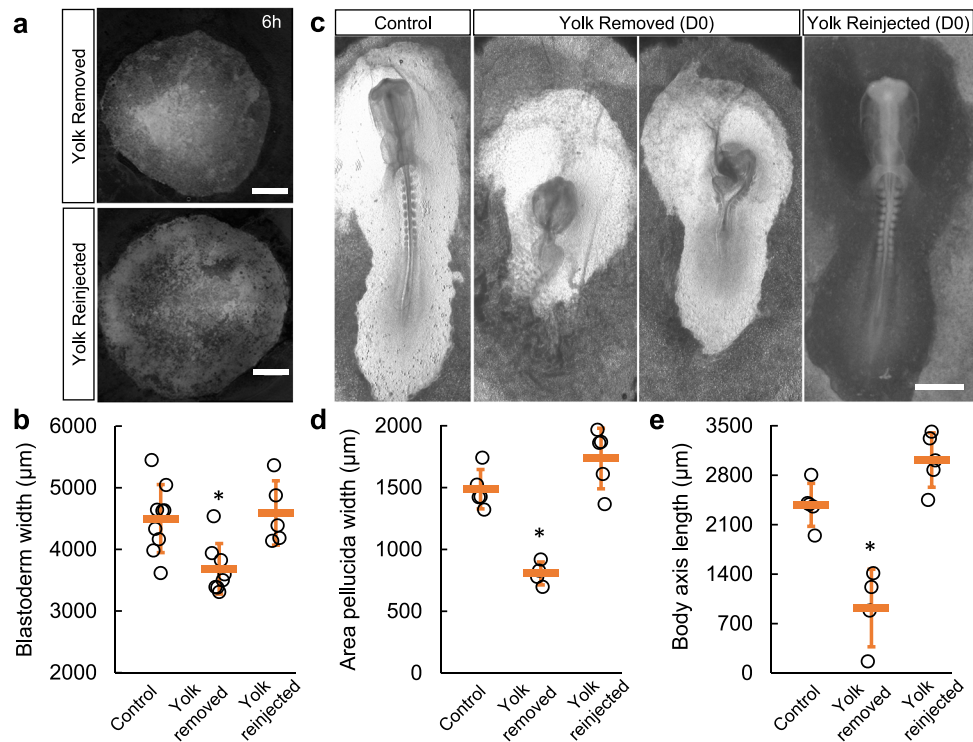 a
6h
Yolk Removed
Yolk Reinjected
c
Control
Yolk Removed (D0)
Yolk Reinjected (D0)
b
Blastoderm width (µm)
6000
5000
4000
3000
2000
*
Control
Yolk
removed
Yolk
reinjected
d
Area pellucida width (µm)
2000
1500
1000
500
0
*
Control
Yolk
removed
Yolk
reinjected
e
Body axis length (µm)
3500
2800
2100
1400
700
0
*
Control
Yolk
removed
Yolk
reinjected